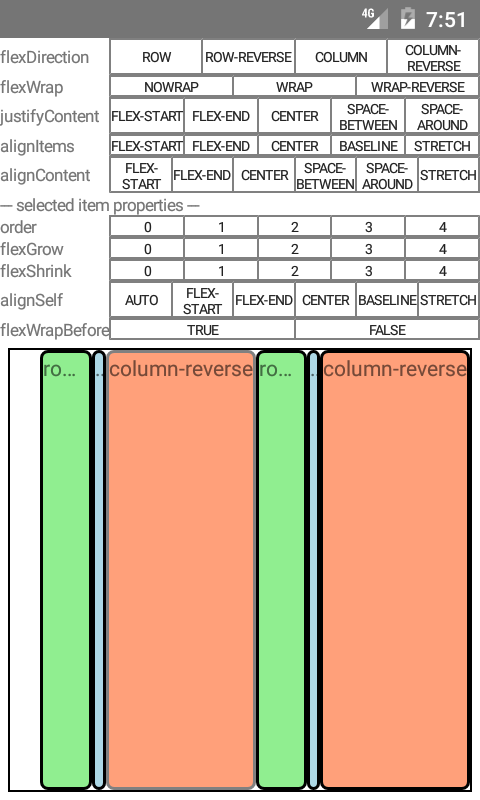 4G 7:51
flexDirection ROW ROW-REVERSE COLUMN COLUMN-REVERSE
flexWrap NOWRAP WRAP WRAP-REVERSE
justifyContent FLEX-START FLEX-END CENTER SPACE-BETWEEN SPACE-AROUND
alignItems FLEX-START FLEX-END CENTER BASELINE STRETCH
alignContent FLEX-START FLEX-END CENTER SPACE-BETWEEN SPACE-AROUND STRETCH
--- selected item properties ---
order 0 1 2 3 4
flexGrow 0 1 2 3 4
flexShrink 0 1 2 3 4
alignSelf AUTO FLEX-START FLEX-END CENTER BASELINE STRETCH
flexWrapBefore TRUE FALSE
ro... .. column-reverse ro... .. column-reverse